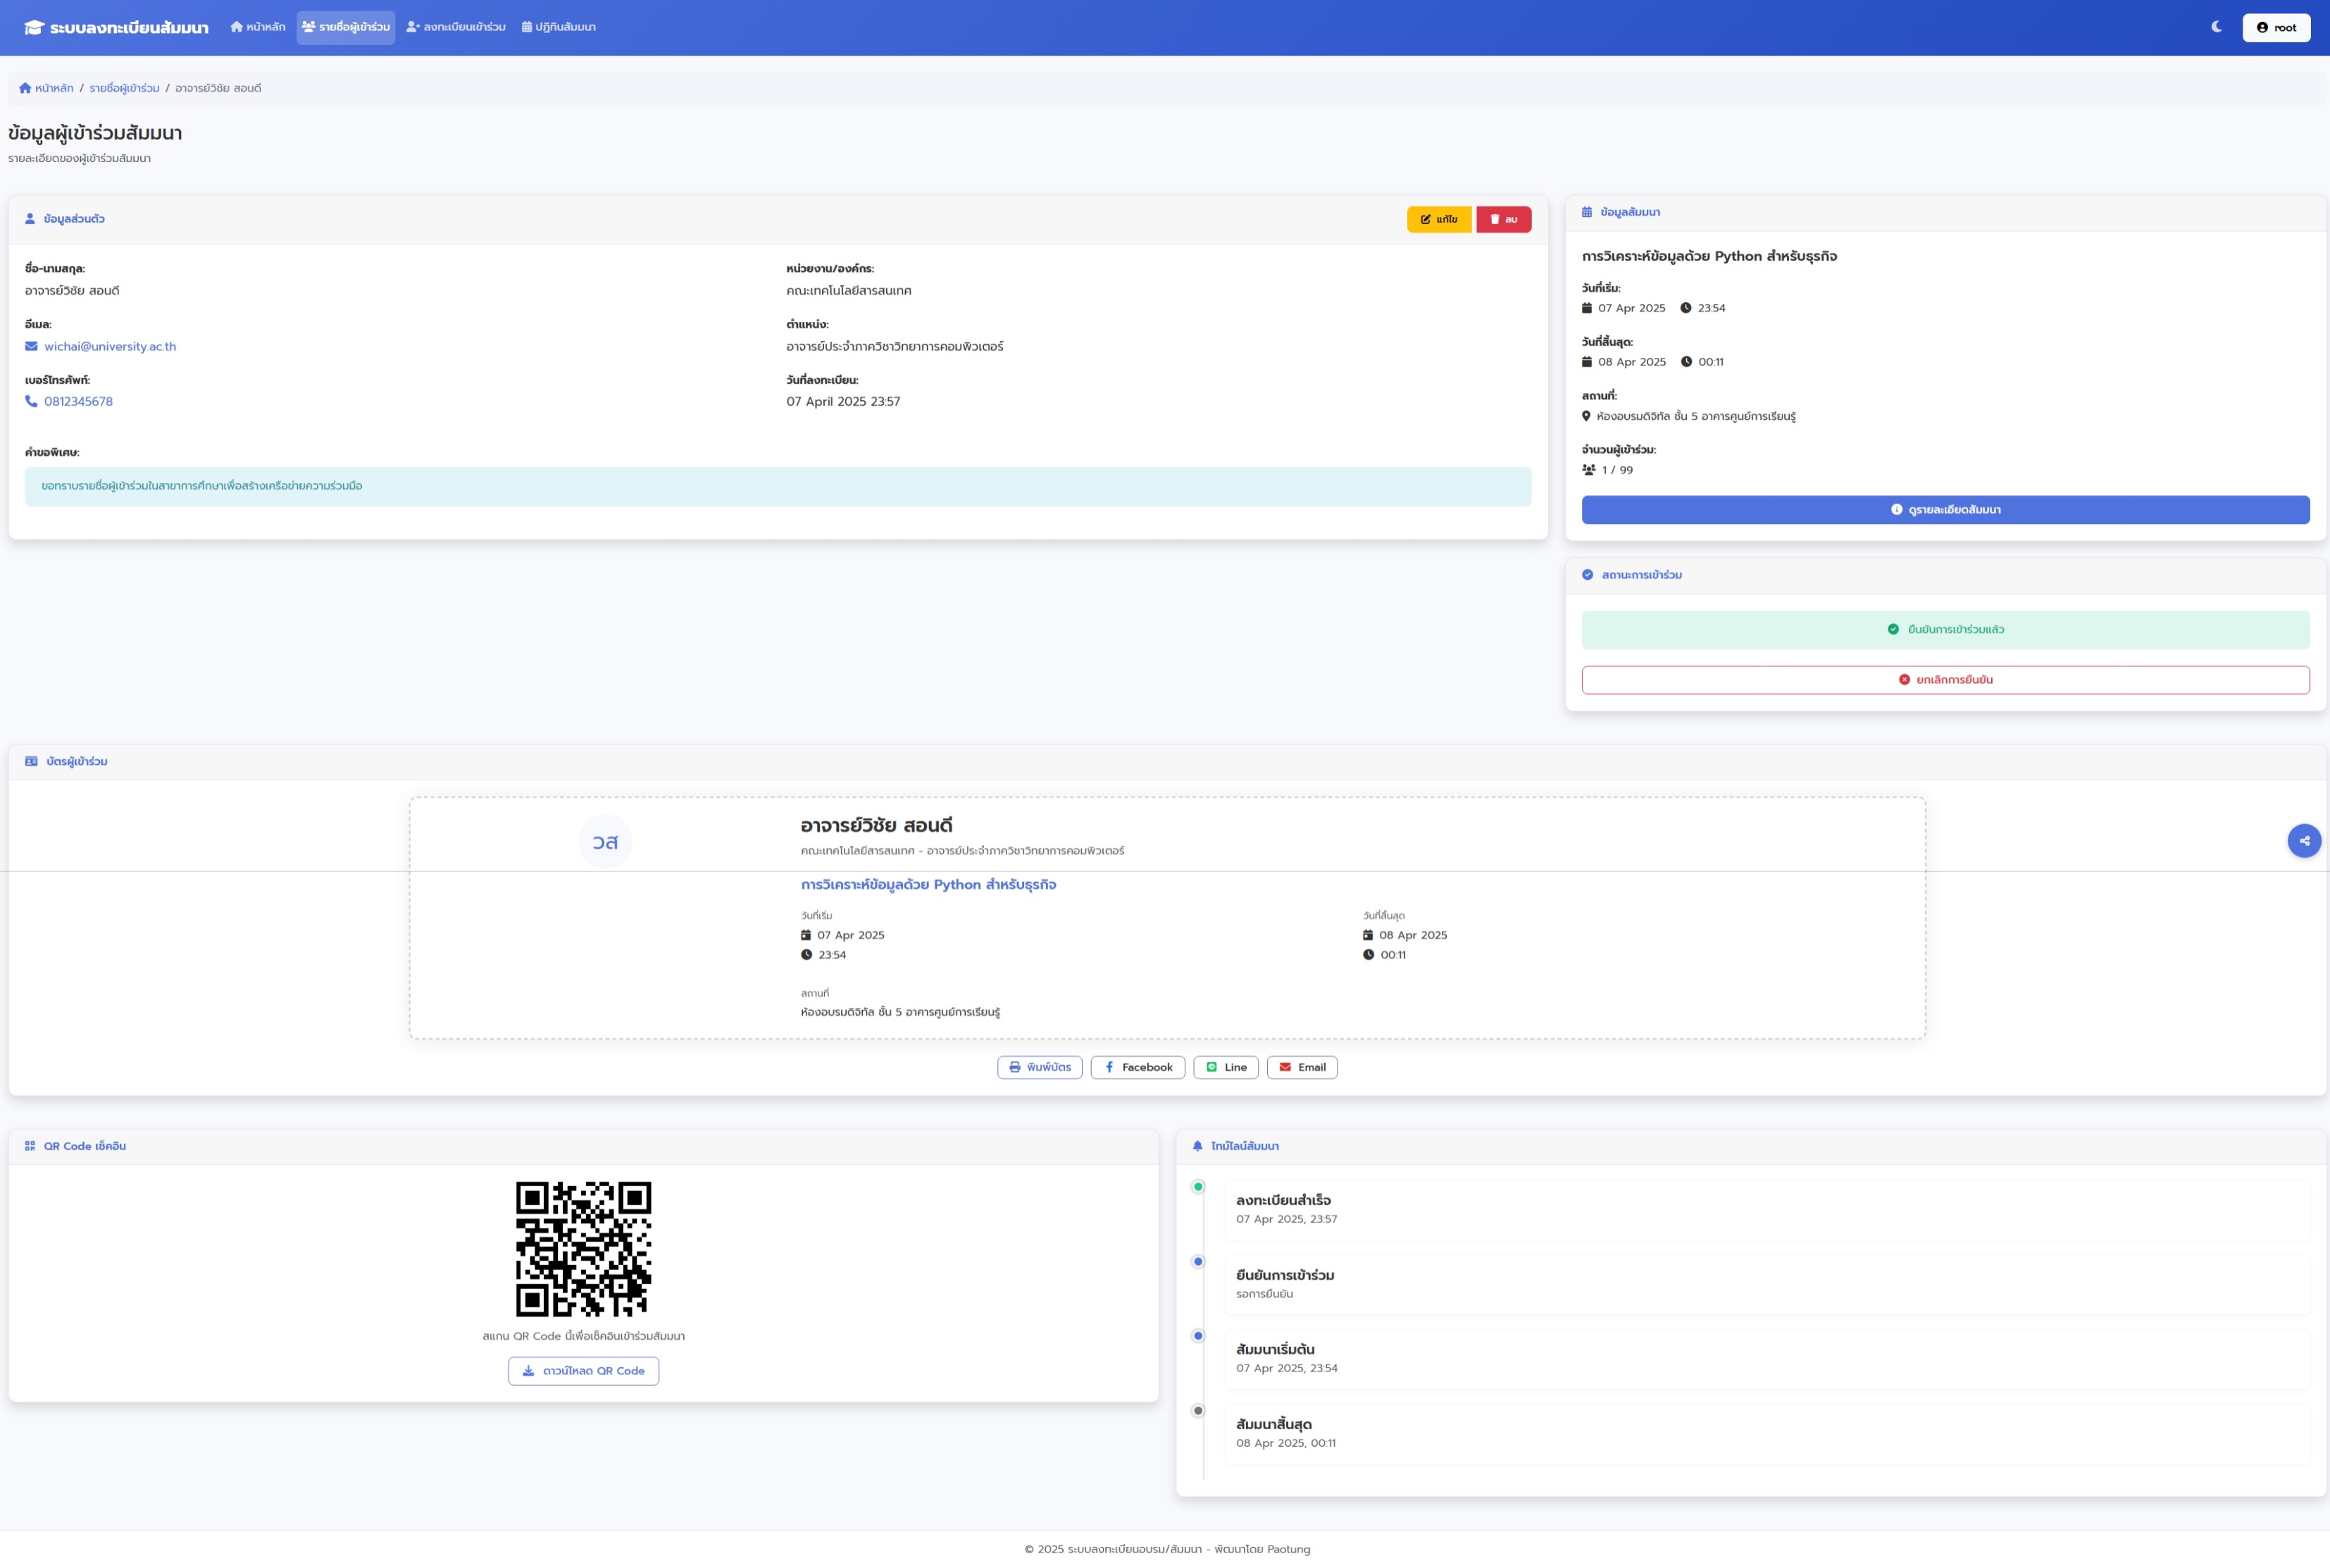 ระบบลงทะเบียนสัมมนา
หน้าหลัก
รายชื่อผู้เข้าร่วม
ลงทะเบียนเข้าร่วม
ปฏิทินสัมมนา
root
หน้าหลัก / รายชื่อผู้เข้าร่วม / อาจารย์วิชัย สอนดี
ข้อมูลผู้เข้าร่วมสัมมนา
รายละเอียดของผู้เข้าร่วมสัมมนา
ข้อมูลส่วนตัว
แก้ไข
ลบ
ชื่อ-นามสกุล:
อาจารย์วิชัย สอนดี
หน่วยงาน/องค์กร:
คณะเทคโนโลยีสารสนเทศ
อีเมล:
wichai@university.ac.th
ตำแหน่ง:
อาจารย์ประจำภาควิชาวิทยาการคอมพิวเตอร์
เบอร์โทรศัพท์:
0812345678
วันที่ลงทะเบียน:
07 April 2025 23:57
คำขอพิเศษ:
ขอทราบรายชื่อผู้เข้าร่วมในสาขาการศึกษาเพื่อสร้างเครือข่ายความร่วมมือ
ข้อมูลสัมมนา
การวิเคราะห์ข้อมูลด้วย Python สำหรับธุรกิจ
วันที่เริ่ม:
07 Apr 2025 23:54
วันที่สิ้นสุด:
08 Apr 2025 00:11
สถานที่:
ห้องอบรมดิจิทัล ชั้น 5 อาคารศูนย์การเรียนรู้
จำนวนผู้เข้าร่วม:
1 / 99
ดูรายละเอียดสัมมนา
สถานะการเข้าร่วม
ยืนยันการเข้าร่วมแล้ว
ยกเลิกการยืนยัน
บัตรผู้เข้าร่วม
วส
อาจารย์วิชัย สอนดี
คณะเทคโนโลยีสารสนเทศ - อาจารย์ประจำภาควิชาวิทยาการคอมพิวเตอร์
การวิเคราะห์ข้อมูลด้วย Python สำหรับธุรกิจ
วันที่เริ่ม
07 Apr 2025
23:54
วันที่สิ้นสุด
08 Apr 2025
00:11
สถานที่
ห้องอบรมดิจิทัล ชั้น 5 อาคารศูนย์การเรียนรู้
พิมพ์บัตร
Facebook
Line
Email
QR Code เช็คอิน
สแกน QR Code นี้เพื่อเช็คอินเข้าร่วมสัมมนา
ดาวน์โหลด QR Code
ไทม์ไลน์สัมมนา
ลงทะเบียนสำเร็จ
07 Apr 2025, 23:57
ยืนยันการเข้าร่วม
รอการยืนยัน
สัมมนาเริ่มต้น
07 Apr 2025, 23:54
สัมมนาสิ้นสุด
08 Apr 2025, 00:11
© 2025 ระบบลงทะเบียนอบรม/สัมมนา - พัฒนาโดย Paotung